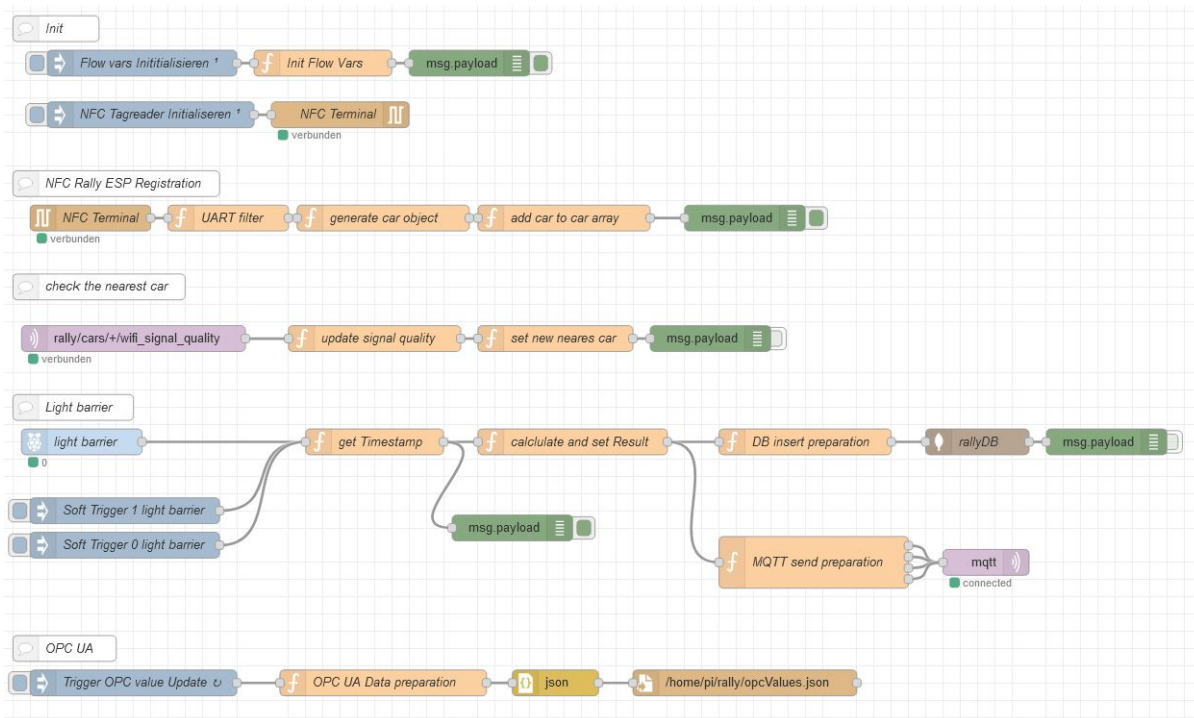 Init
Flow vars Inititialisieren ¹
Init Flow Vars
msg.payload
NFC Tagreader Initialiseren ¹
NFC Terminal
verbunden
NFC Rally ESP Registration
NFC Terminal
UART filter
generate car object
add car to car array
msg.payload
verbunden
check the nearest car
rally/cars/+/wifi_signal_quality
update signal quality
set new neares car
msg.payload
verbunden
Light barrier
light barrier
get Timestamp
calclulate and set Result
DB insert preparation
rallyDB
msg.payload
0
Soft Trigger 1 light barrier
msg.payload
Soft Trigger 0 light barrier
MQTT send preparation
mqtt
connected
OPC UA
Trigger OPC value Update ↻
OPC UA Data preparation
json
/home/pi/rally/opcValues.json